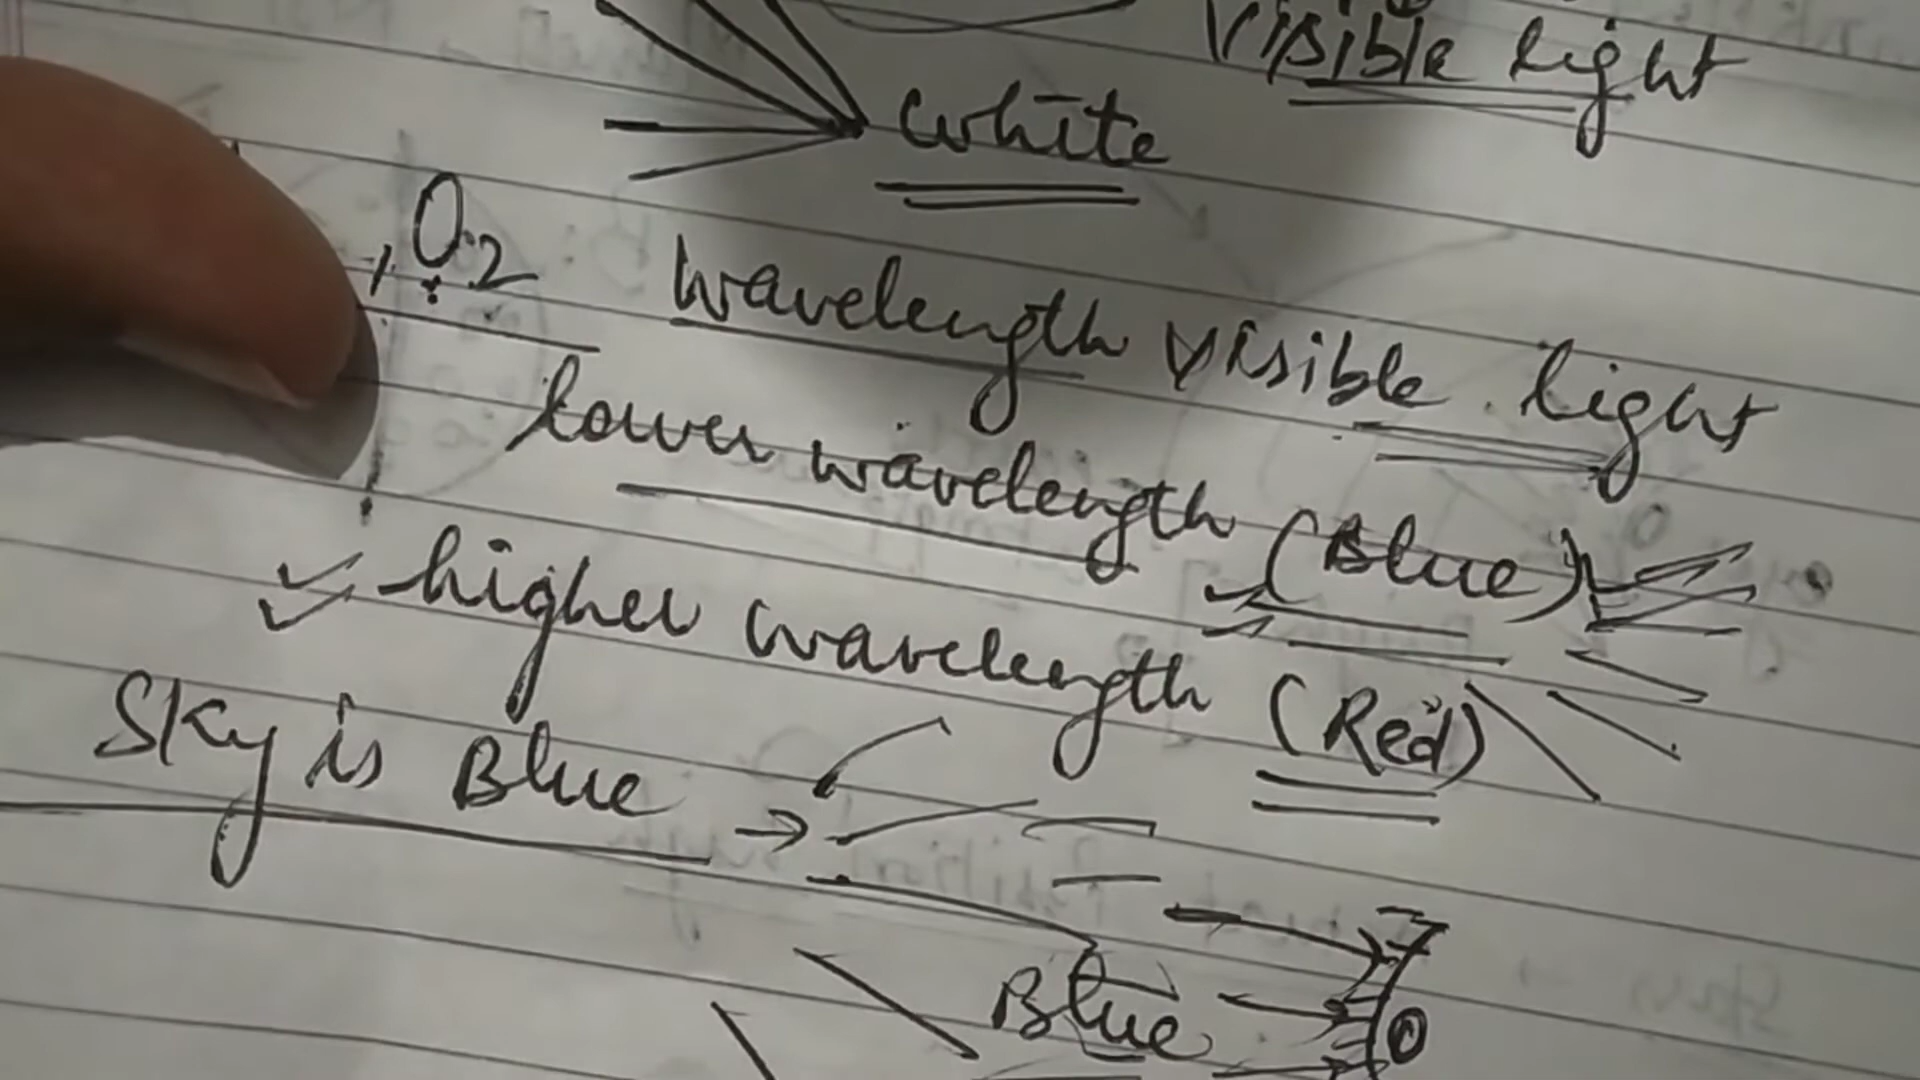 Visible light
White
, O2 wavelength visible light
lower wavelength (Blue)
higher wavelength (Red)
Sky is Blue →
Blue